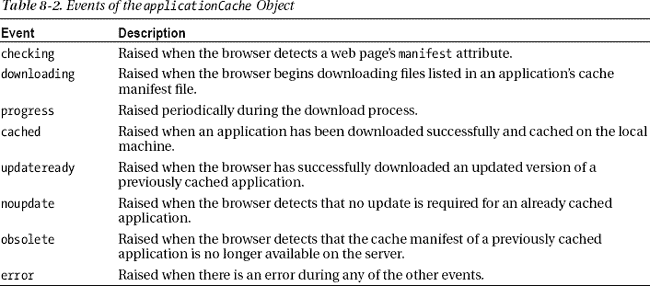 Table 8-2. Events of the applicationCache Object
Event Description
checking Raised when the browser detects a web page's manifest attribute.
downloading Raised when the browser begins downloading files listed in an application's cache
manifest file.
progress Raised periodically during the download process.
cached Raised when an application has been downloaded successfully and cached on the local
machine.
updateready Raised when the browser has successfully downloaded an updated version of a
previously cached application.
noupdate Raised when the browser detects that no update is required for an already cached
application.
obsolete Raised when the browser detects that the cache manifest of a previously cached
application is no longer available on the server.
error Raised when there is an error during any of the other events.